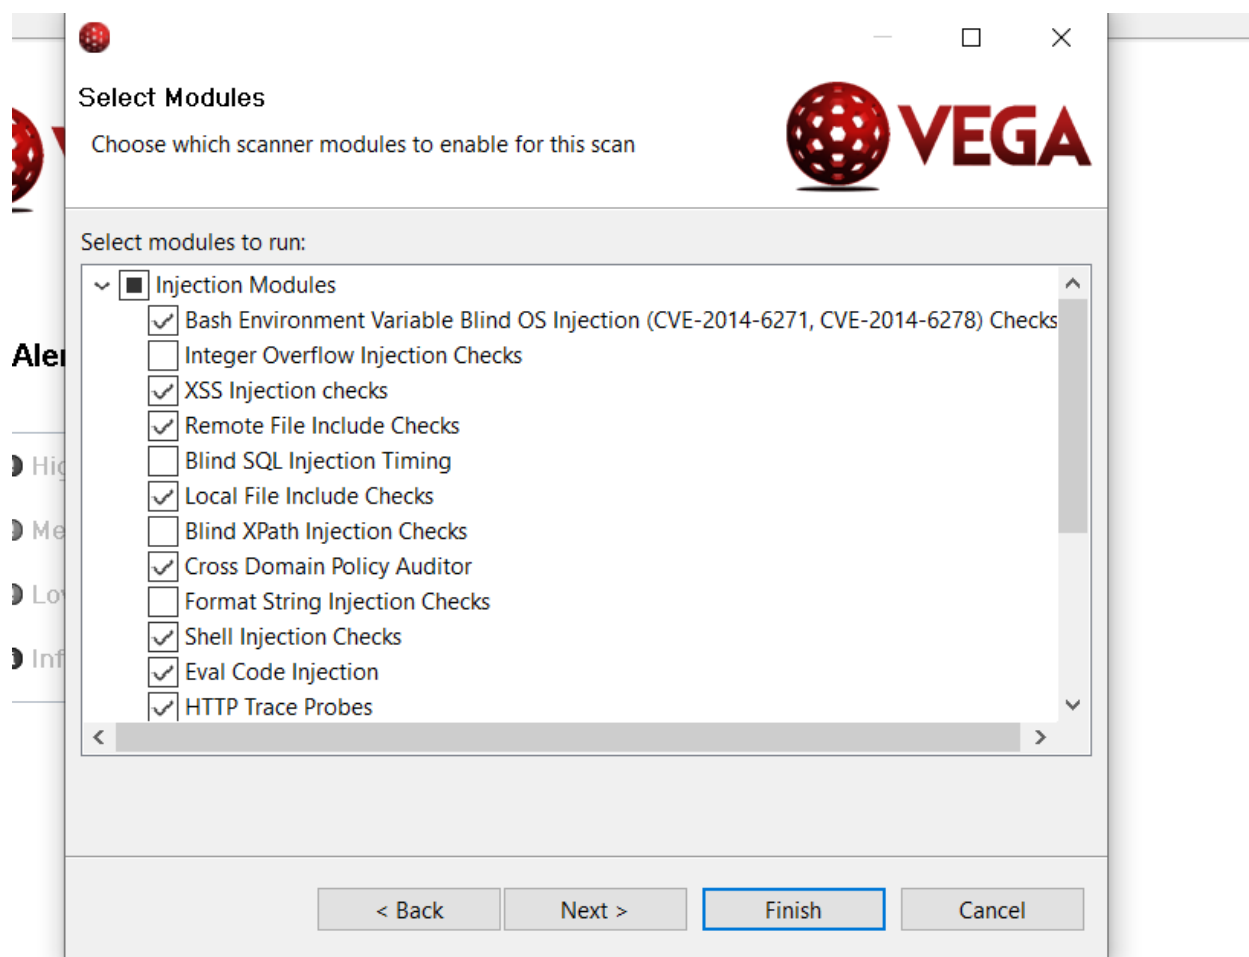 Select Modules
Choose which scanner modules to enable for this scan
VEGA
Select modules to run:
Injection Modules
Bash Environment Variable Blind OS Injection (CVE-2014-6271, CVE-2014-6278) Checks
Integer Overflow Injection Checks
XSS Injection checks
Remote File Include Checks
Blind SQL Injection Timing
Local File Include Checks
Blind XPath Injection Checks
Cross Domain Policy Auditor
Format String Injection Checks
Shell Injection Checks
Eval Code Injection
HTTP Trace Probes
Aler
Hig
Me
Lo
Inf
< Back
Next >
Finish
Cancel